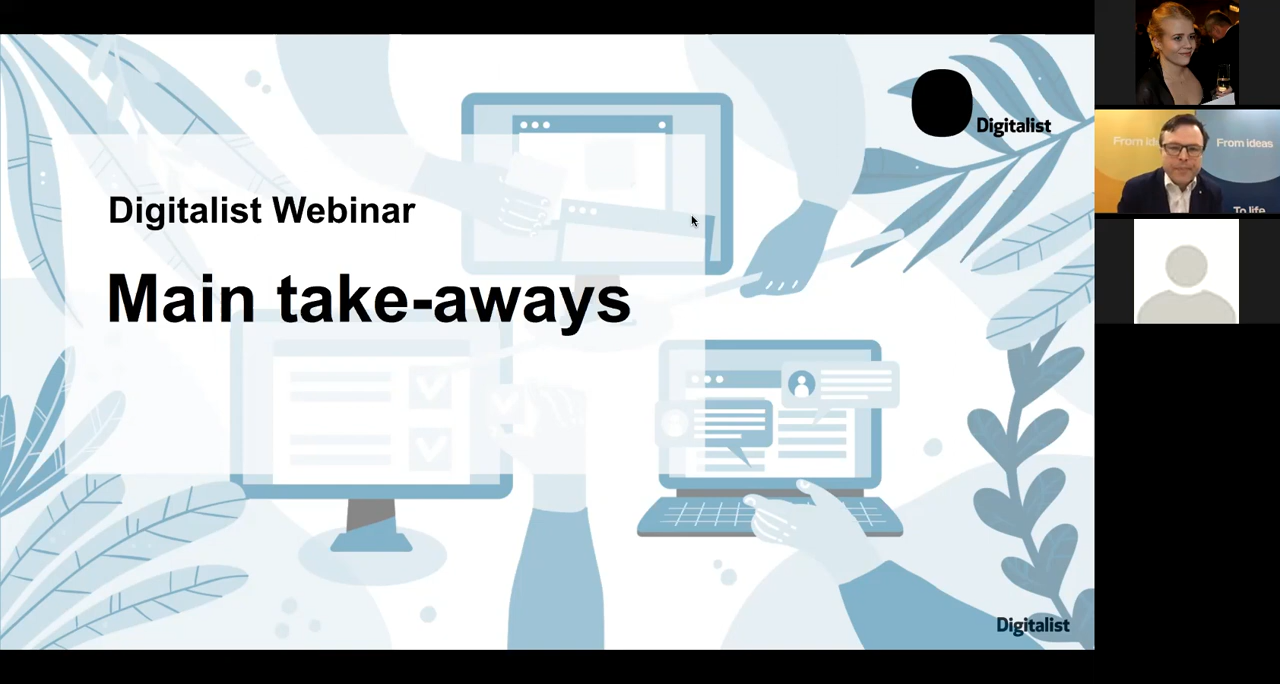 Digitalist
Digitalist Webinar
Main take-aways
Digitalist
From ideas
To life